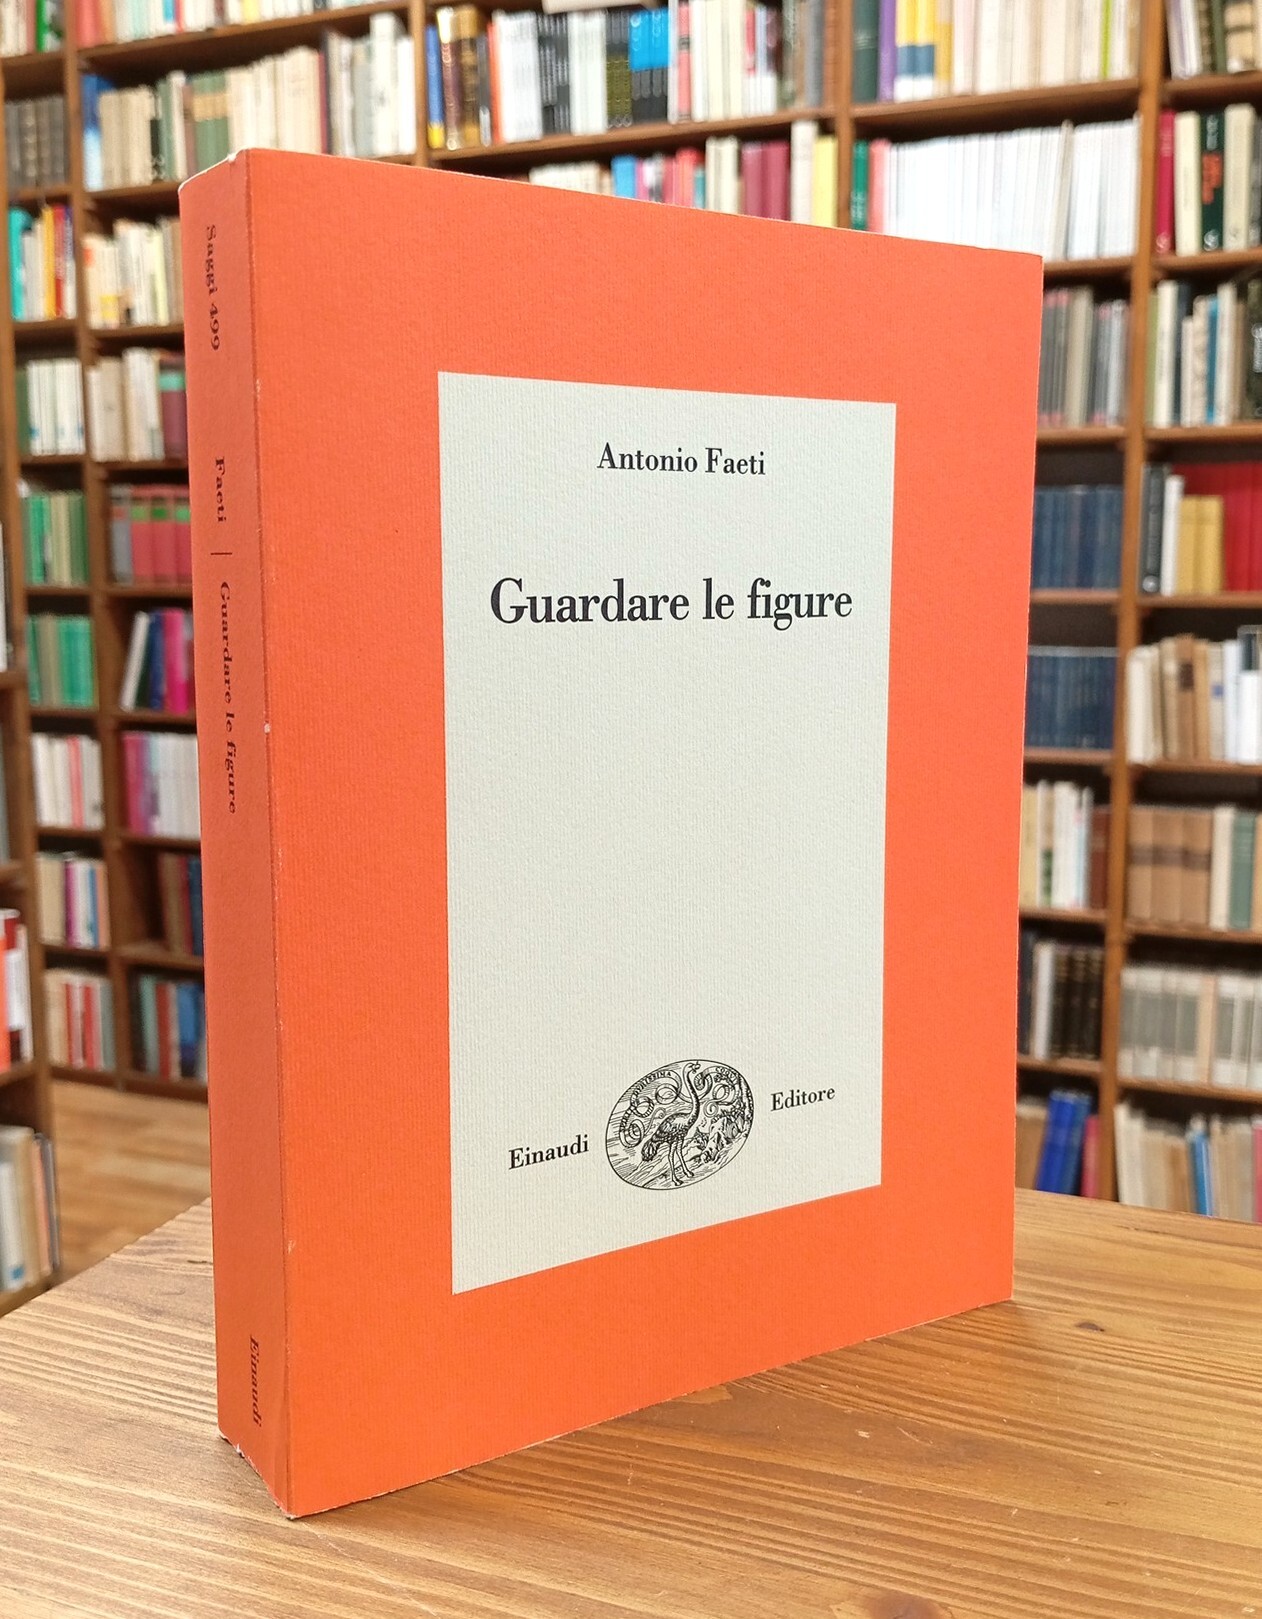 Saggi 499
Faeti | Guardare le figure
Einaudi
Antonio Faeti
Guardare le figure
Einaudi
Editore